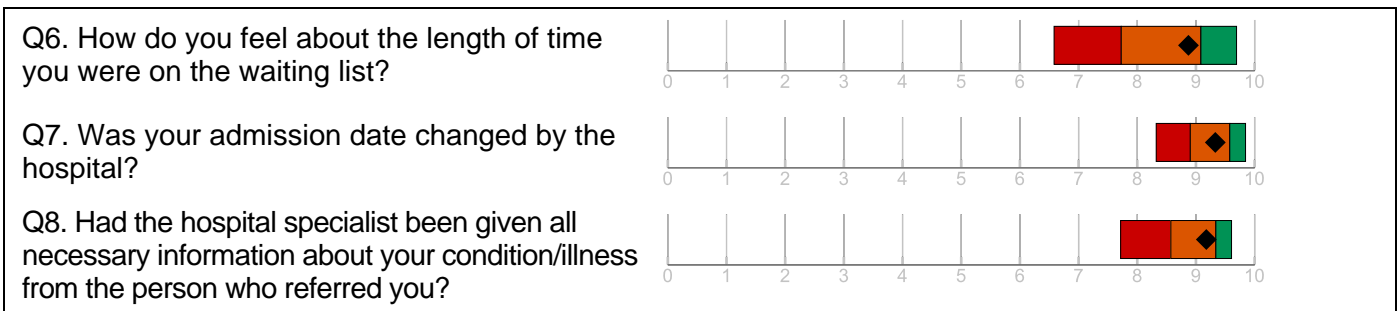 Q6. How do you feel about the length of time
you were on the waiting list?
0 1 2 3 4 5 6 7 8 9 10
Q7. Was your admission date changed by the
hospital?
0 1 2 3 4 5 6 7 8 9 10
Q8. Had the hospital specialist been given all
necessary information about your condition/illness
from the person who referred you?
0 1 2 3 4 5 6 7 8 9 10